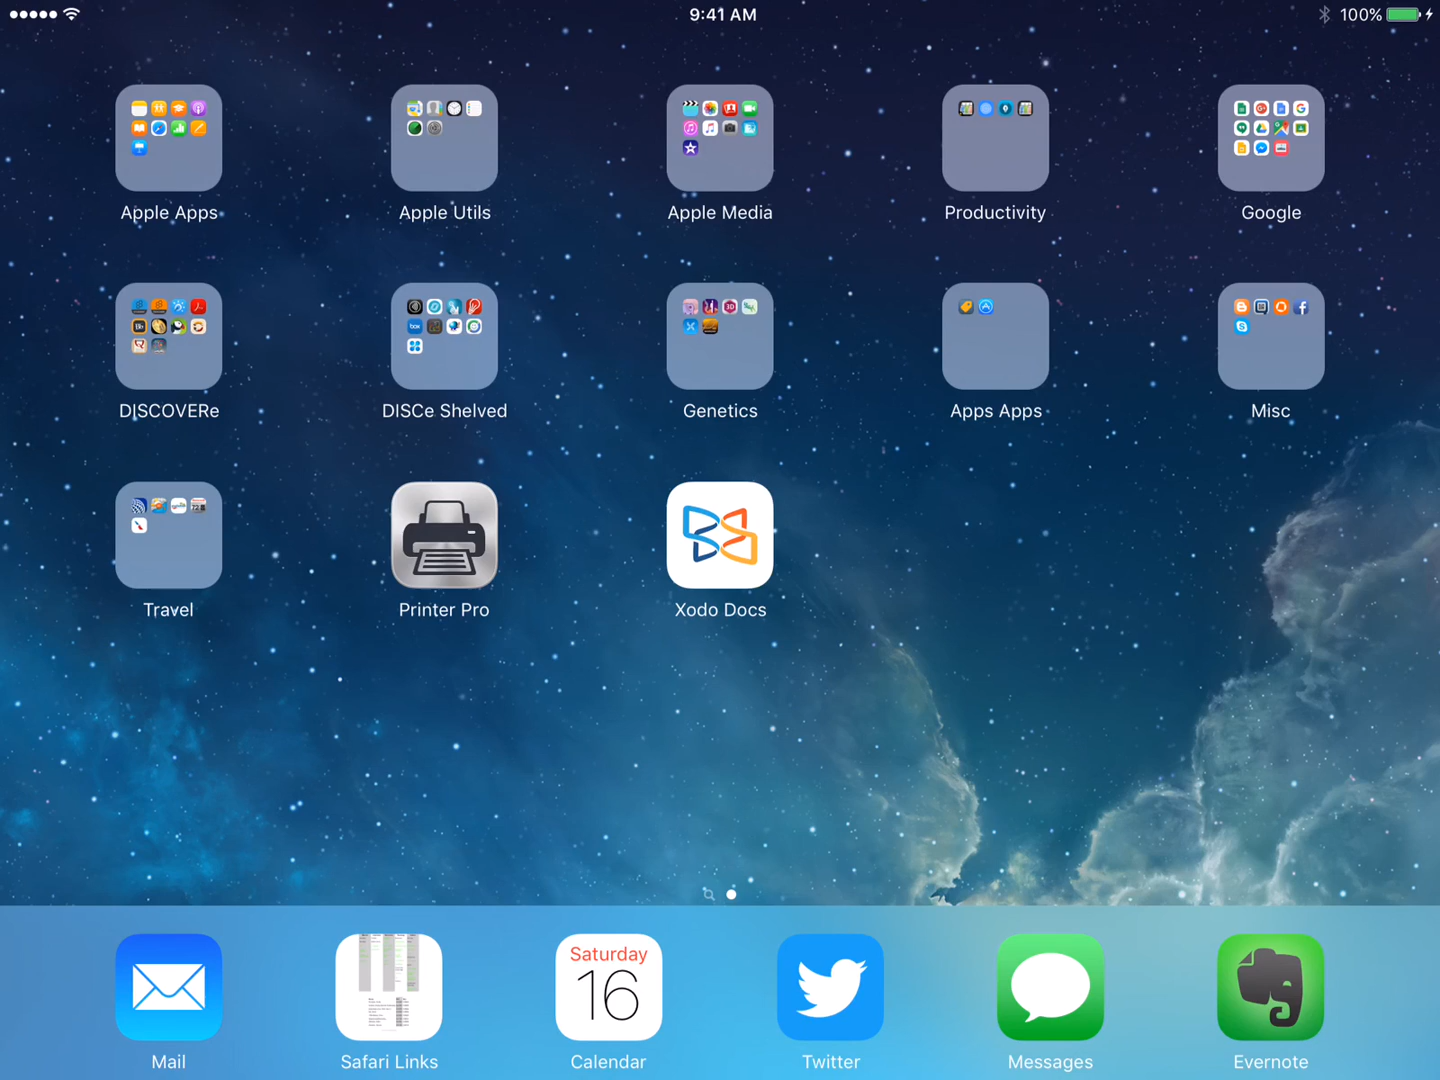 9:41 AM
100%
Apple Apps
Apple Utils
Apple Media
Productivity
Google
DISCOVERe
DISCe Shelved
Genetics
Apps Apps
Misc
Travel
Printer Pro
Xodo Docs
Saturday
16
Mail
Safari Links
Calendar
Twitter
Messages
Evernote